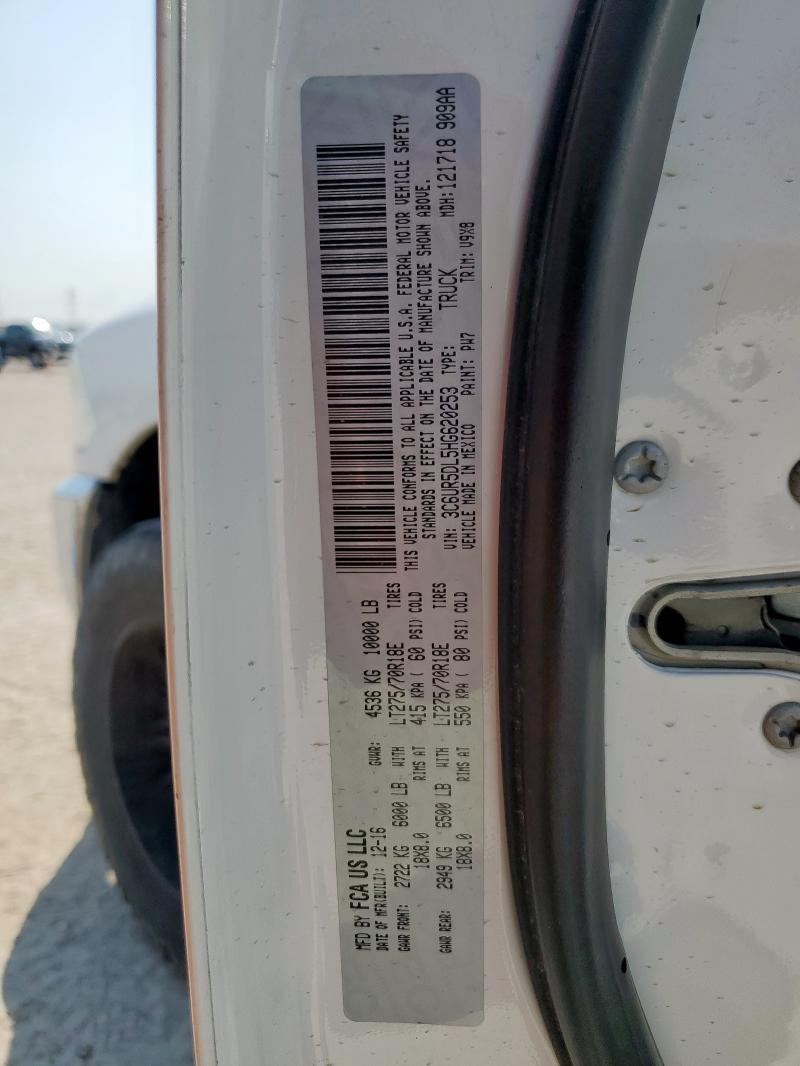 MFD BY FCA US LLC
DATE OF MFR(BUILT): 12-16 GVWR: 4536 KG 10000 LB
GAWR FRONT: 2722 KG 6000 LB WITH LT275/70R18E TIRES
18X8.0 RIMS AT 415 KPA ( 60 PSI) COLD
GAWR REAR: 2949 KG 6500 LB WITH LT275/70R18E TIRES
18X8.0 RIMS AT 550 KPA ( 80 PSI) COLD
THIS VEHICLE CONFORMS TO ALL APPLICABLE U.S.A. FEDERAL MOTOR VEHICLE SAFETY
STANDARDS IN EFFECT ON THE DATE OF MANUFACTURE SHOWN ABOVE.
VIN: 3C6UR5DL5HG620253 TYPE: TRUCK MDH:121718 909AA
VEHICLE MADE IN MEXICO PAINT: PW7 TRIM: V9X8